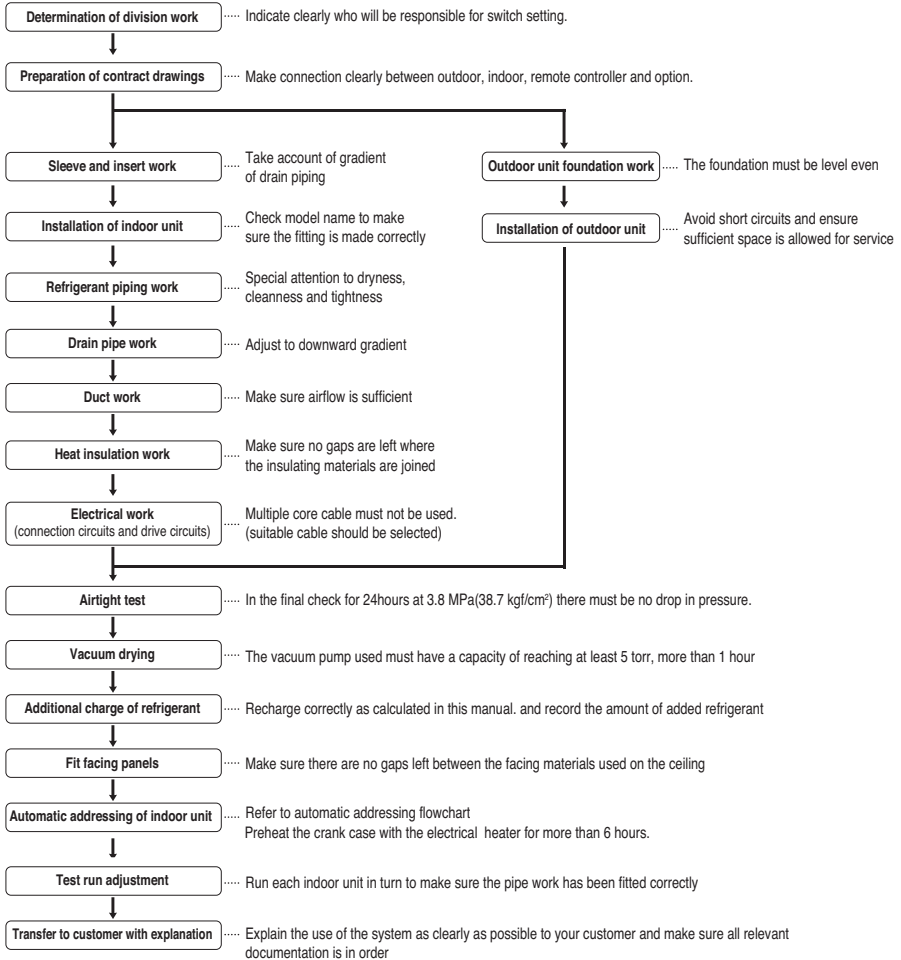 Determination of division work
Indicate clearly who will be responsible for switch setting.
Preparation of contract drawings
Make connection clearly between outdoor, indoor, remote controller and option.
Sleeve and insert work
Take account of gradient
of drain piping
Outdoor unit foundation work
The foundation must be level even
Installation of indoor unit
Check model name to make
sure the fitting is made correctly
Installation of outdoor unit
Avoid short circuits and ensure
sufficient space is allowed for service
Refrigerant piping work
Special attention to dryness,
cleanness and tightness
Drain pipe work
Adjust to downward gradient
Duct work
Make sure airflow is sufficient
Heat insulation work
Make sure no gaps are left where
the insulating materials are joined
Electrical work
(connection circuits and drive circuits)
Multiple core cable must not be used.
(suitable cable should be selected)
Airtight test
In the final check for 24hours at 3.8 MPa(38.7 kgf/cm²) there must be no drop in pressure.
Vacuum drying
The vacuum pump used must have a capacity of reaching at least 5 torr, more than 1 hour
Additional charge of refrigerant
Recharge correctly as calculated in this manual. and record the amount of added refrigerant
Fit facing panels
Make sure there are no gaps left between the facing materials used on the ceiling
Automatic addressing of indoor unit
Refer to automatic addressing flowchart
Preheat the crank case with the electrical heater for more than 6 hours.
Test run adjustment
Run each indoor unit in turn to make sure the pipe work has been fitted correctly
Transfer to customer with explanation
Explain the use of the system as clearly as possible to your customer and make sure all relevant
documentation is in order